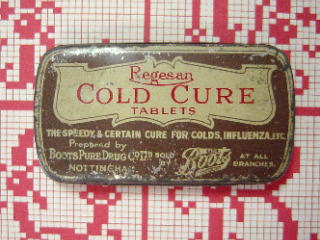 Regesan
COLD CURE
TABLETS
THE SPEEDY & CERTAIN CURE FOR COLDS, INFLUENZA, ETC.
Prepared by
BOOTS PURE DRUG CO LTD SOLD BY Boots AT ALL BRANCHES.
NOTTINGHAM